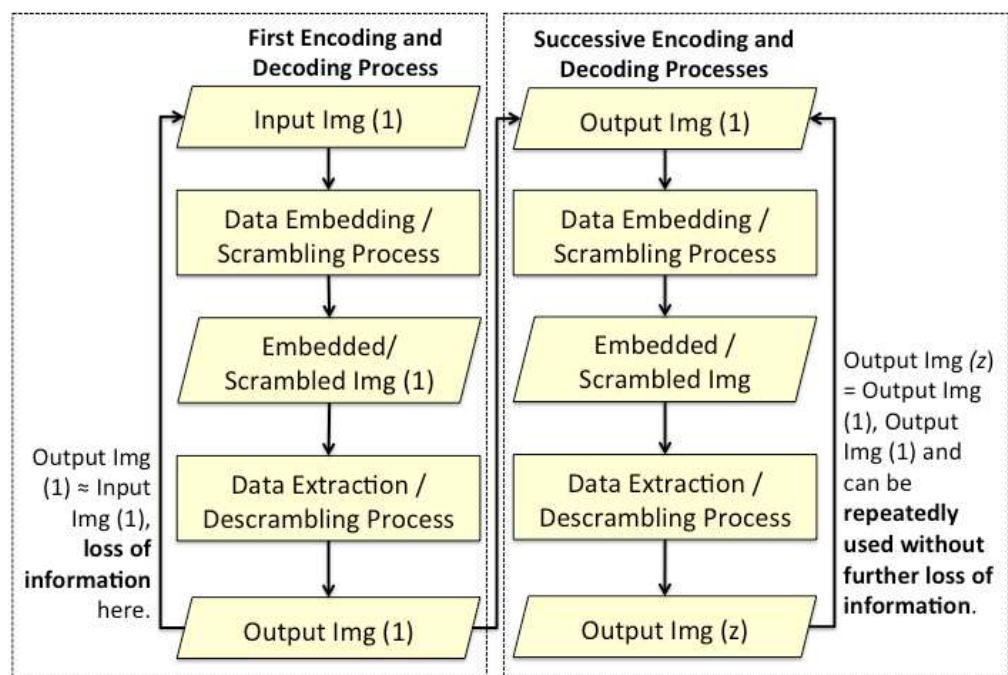 First Encoding and
Decoding Process
Input Img (1)
Data Embedding /
Scrambling Process
Embedded/
Scrambled Img (1)
Data Extraction /
Descrambling Process
Output Img (1)
Output Img
(1) ≈ Input
Img (1),
loss of
information
here.
Successive Encoding and
Decoding Processes
Output Img (1)
Data Embedding /
Scrambling Process
Embedded /
Scrambled Img
Data Extraction /
Descrambling Process
Output Img (z)
Output Img (z)
= Output Img
(1), Output
Img (1) and
can be
repeatedly
used without
further loss of
information.